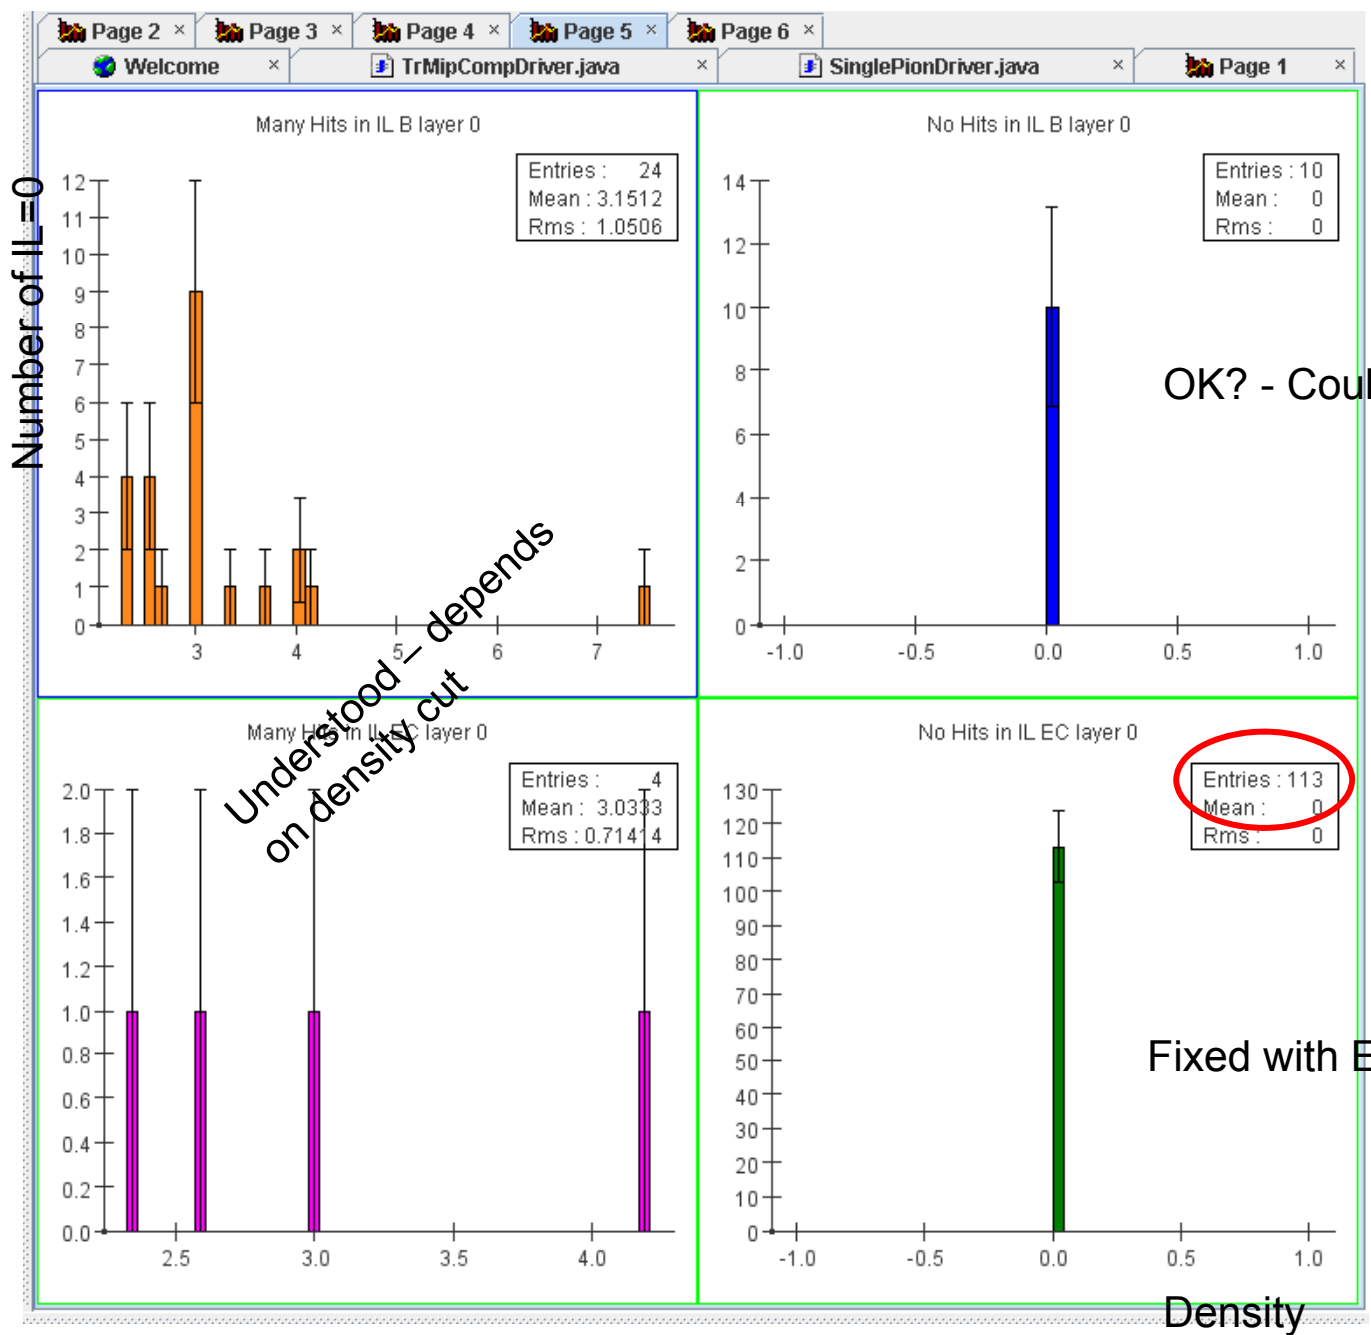 Page 2 × Page 3 × Page 4 × Page 5 × Page 6 ×
Welcome × TrMipCompDriver.java × SinglePionDriver.java × Page 1 ×
Number of IL=0
Many Hits in IL B layer 0
Entries : 24
Mean : 3.1512
Rms : 1.0506
12
11
10
9
8
7
6
5
4
3
2
1
0
3 4 5 6 7
No Hits in IL B layer 0
Entries : 10
Mean : 0
Rms : 0
14
12
10
8
6
4
2
0
-1.0 -0.5 0.0 0.5 1.0
OK? - Coul
Understood – depends
on density cut
Many Hits in IL EC layer 0
Entries : 4
Mean : 3.0333
Rms : 0.71414
2.0
1.8
1.6
1.4
1.2
1.0
0.8
0.6
0.4
0.2
0.0
2.5 3.0 3.5 4.0
No Hits in IL EC layer 0
Entries : 113
Mean : 0
Rms : 0
130
120
110
100
90
80
70
60
50
40
30
20
10
0
-1.0 -0.5 0.0 0.5 1.0
Fixed with E
Density